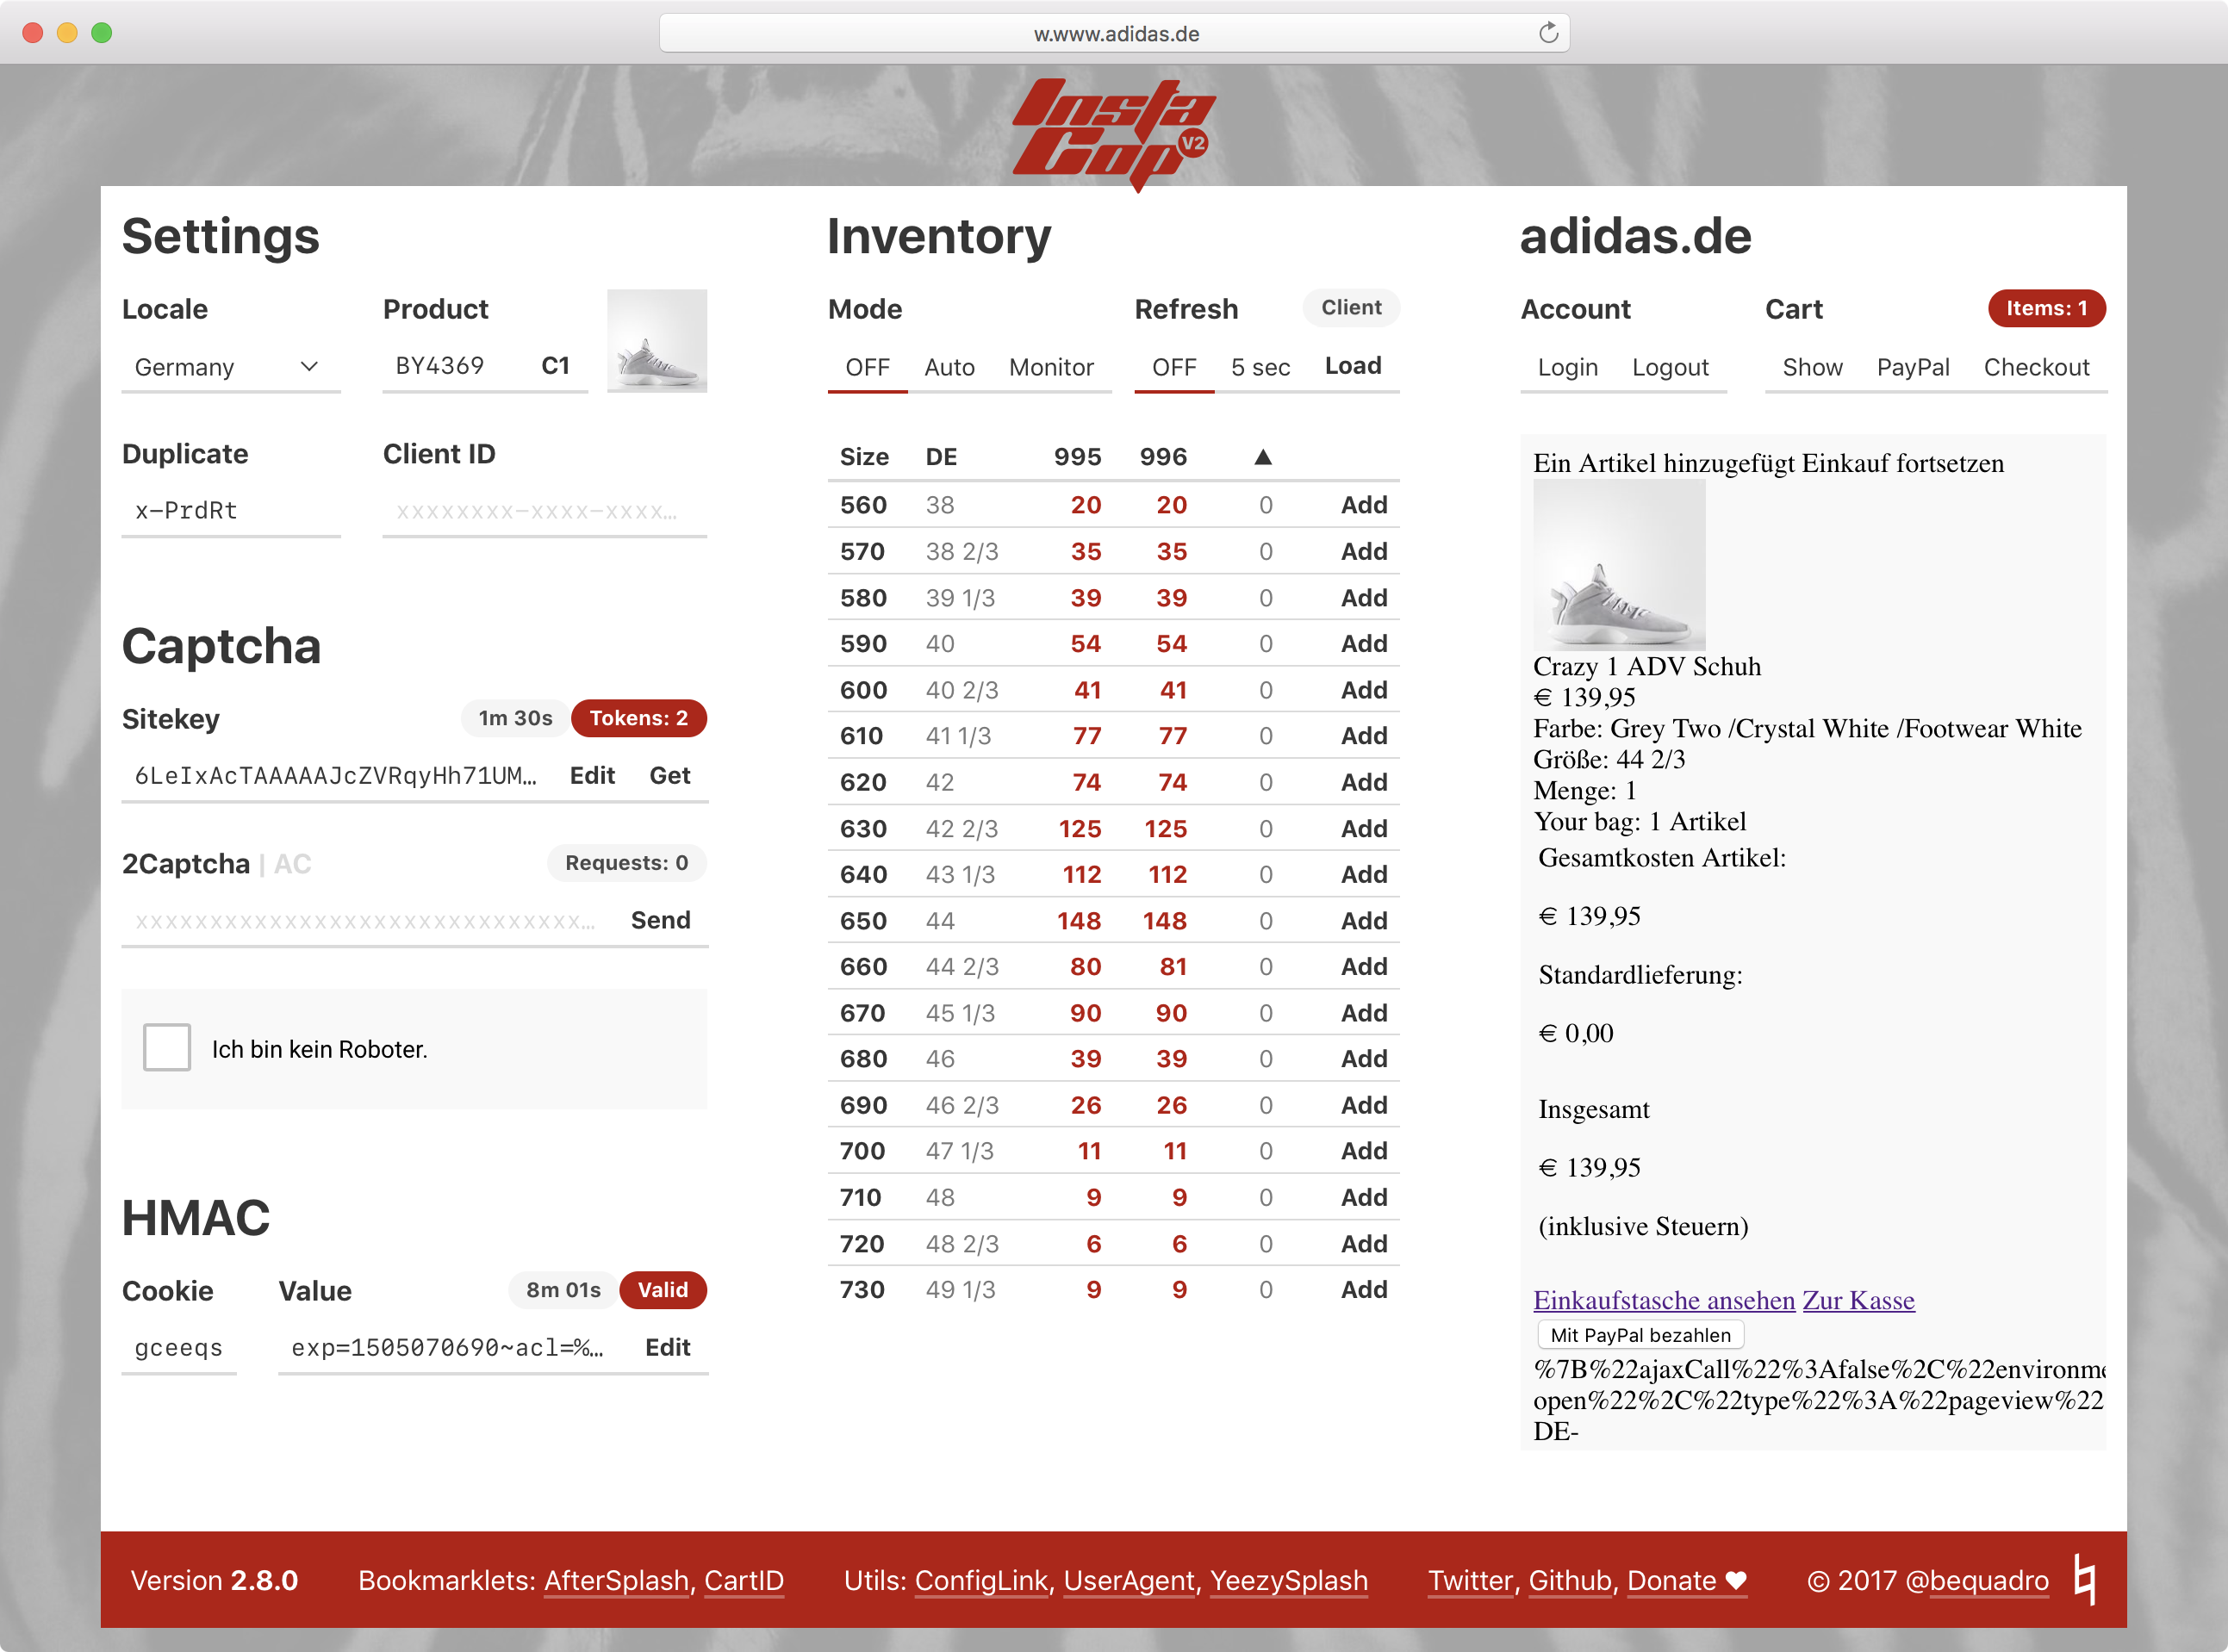 w.www.adidas.de
Insta
Cop V2
Settings
Locale
Product
Germany
BY4369 C1
Duplicate
Client ID
x-PrdRt
xxxxxxxx-xxxx-xxxx…
Captcha
Sitekey
1m 30s
Tokens: 2
6LeIxAcTAAAAAJcZVRqyHh71UM… Edit Get
2Captcha | AC
Requests: 0
xxxxxxxxxxxxxxxxxxxxxxxxxxxxxx… Send
Ich bin kein Roboter.
HMAC
Cookie
Value
8m 01s
Valid
gceeqs
exp=1505070690~acl=%… Edit
Inventory
Mode
Refresh
Client
OFF Auto Monitor
OFF 5 sec Load
Size DE 995 996 ▲
560 38 20 20 0 Add
570 38 2/3 35 35 0 Add
580 39 1/3 39 39 0 Add
590 40 54 54 0 Add
600 40 2/3 41 41 0 Add
610 41 1/3 77 77 0 Add
620 42 74 74 0 Add
630 42 2/3 125 125 0 Add
640 43 1/3 112 112 0 Add
650 44 148 148 0 Add
660 44 2/3 80 81 0 Add
670 45 1/3 90 90 0 Add
680 46 39 39 0 Add
690 46 2/3 26 26 0 Add
700 47 1/3 11 11 0 Add
710 48 9 9 0 Add
720 48 2/3 6 6 0 Add
730 49 1/3 9 9 0 Add
adidas.de
Account
Cart
Items: 1
Login Logout
Show PayPal Checkout
Ein Artikel hinzugefügt Einkauf fortsetzen
Crazy 1 ADV Schuh
€ 139,95
Farbe: Grey Two /Crystal White /Footwear White
Größe: 44 2/3
Menge: 1
Your bag: 1 Artikel
Gesamtkosten Artikel:
€ 139,95
Standardlieferung:
€ 0,00
Insgesamt
€ 139,95
(inklusive Steuern)
Einkaufstasche ansehen Zur Kasse
Mit PayPal bezahlen
%7B%22ajaxCall%22%3Afalse%2C%22environme
open%22%2C%22type%22%3A%22pageview%22
DE-
Version 2.8.0
Bookmarklets: AfterSplash, CartID
Utils: ConfigLink, UserAgent, YeezySplash
Twitter, Github, Donate ♥
© 2017 @bequadro